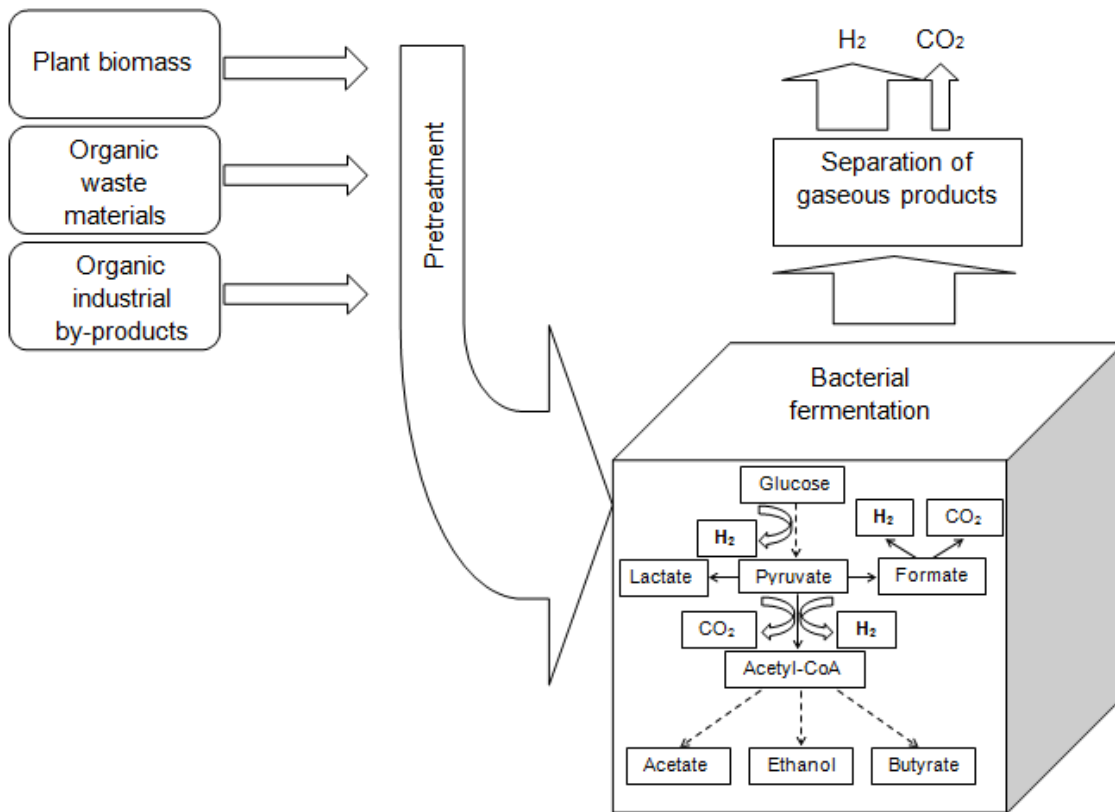 Plant biomass
Organic
waste
materials
Organic
industrial
by-products
Pretreatment
H₂
CO₂
Separation of
gaseous products
Bacterial
fermentation
Glucose
H₂
H₂
CO₂
Lactate
Pyruvate
Formate
CO₂
H₂
Acetyl-CoA
Acetate
Ethanol
Butyrate